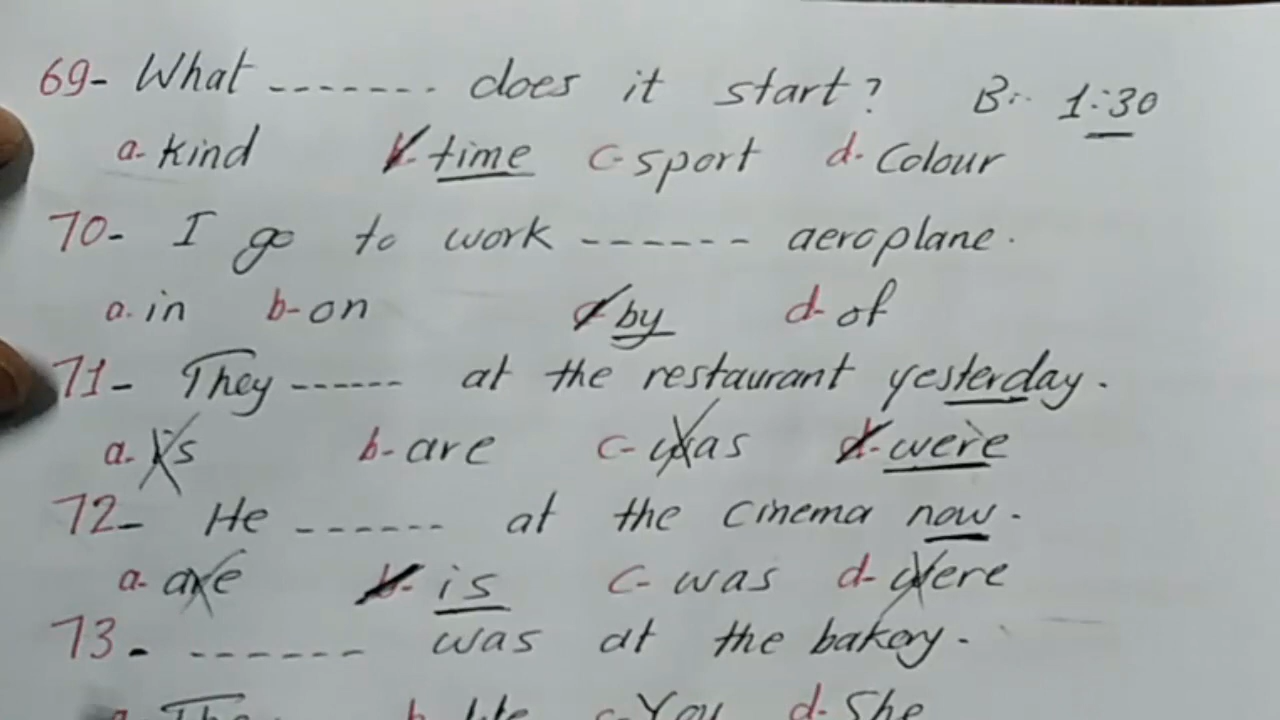 69- What ------- does it start? B:- 1:30
a- kind b- time c- sport d- Colour
70- I go to work ------ aeroplane.
a. in b- on c- by d- of
71- They ------ at the restaurant yesterday.
a. is b- are c- was d- were
72- He ------ at the cinema now.
a- are b- is c- was d- were
73- ------ was at the bakery.
c- You d- She